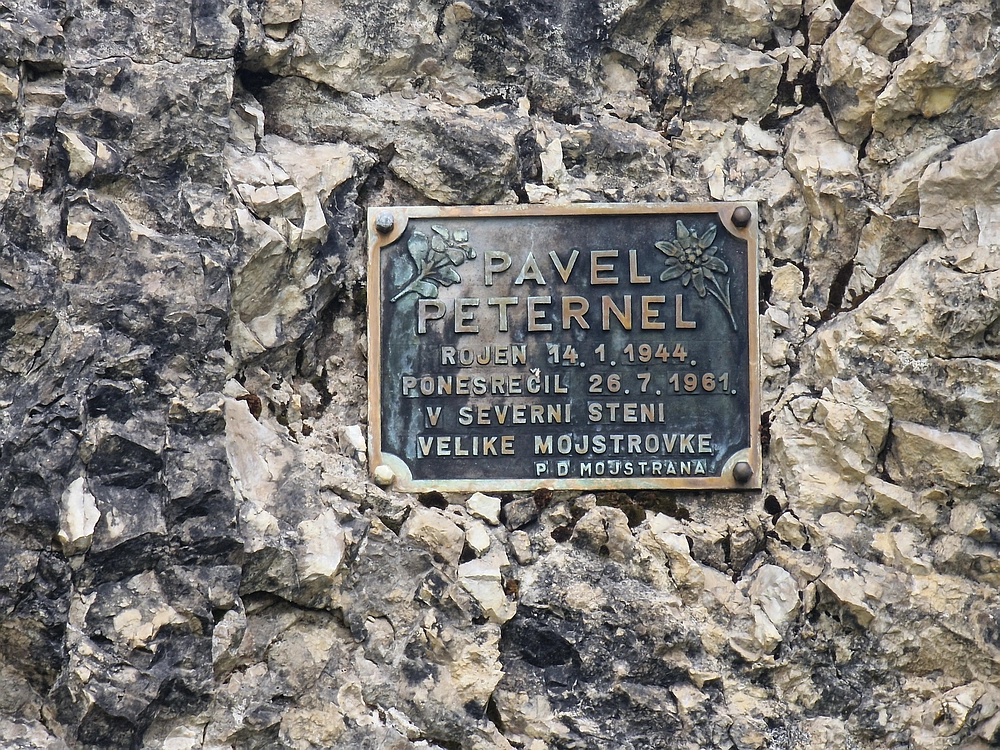 PAVEL
PETERNEL
ROJEN 14. 1. 1944.
PONESREČIL 26. 7. 1961.
V SEVERNI STENI
VELIKE MOJSTROVKE
P D MOJSTRANA